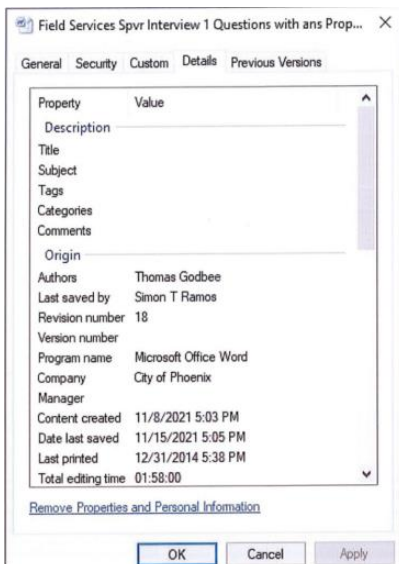 Field Services Spvr Interview 1 Questions with ans Prop...
General Security Custom Details Previous Versions
Property Value
Description
Title
Subject
Tags
Categories
Comments
Origin
Authors Thomas Godbee
Last saved by Simon T Ramos
Revision number 18
Version number
Program name Microsoft Office Word
Company City of Phoenix
Manager
Content created 11/8/2021 5:03 PM
Date last saved 11/15/2021 5:05 PM
Last printed 12/31/2014 5:38 PM
Total editing time 01:58:00
Remove Properties and Personal Information
OK Cancel Apply